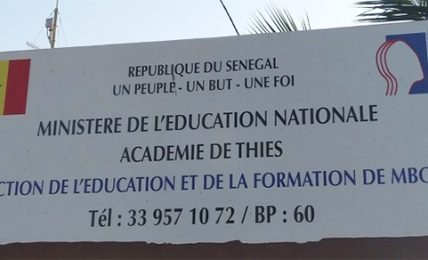 REPUBLIQUE DU SENEGAL
UN PEUPLE - UN BUT - UNE FOI
MINISTERE DE L'EDUCATION NATIONALE
ACADEMIE DE THIES
CTION DE L'EDUCATION ET DE LA FORMATION DE MBO
Tél : 33 957 10 72 / BP : 60